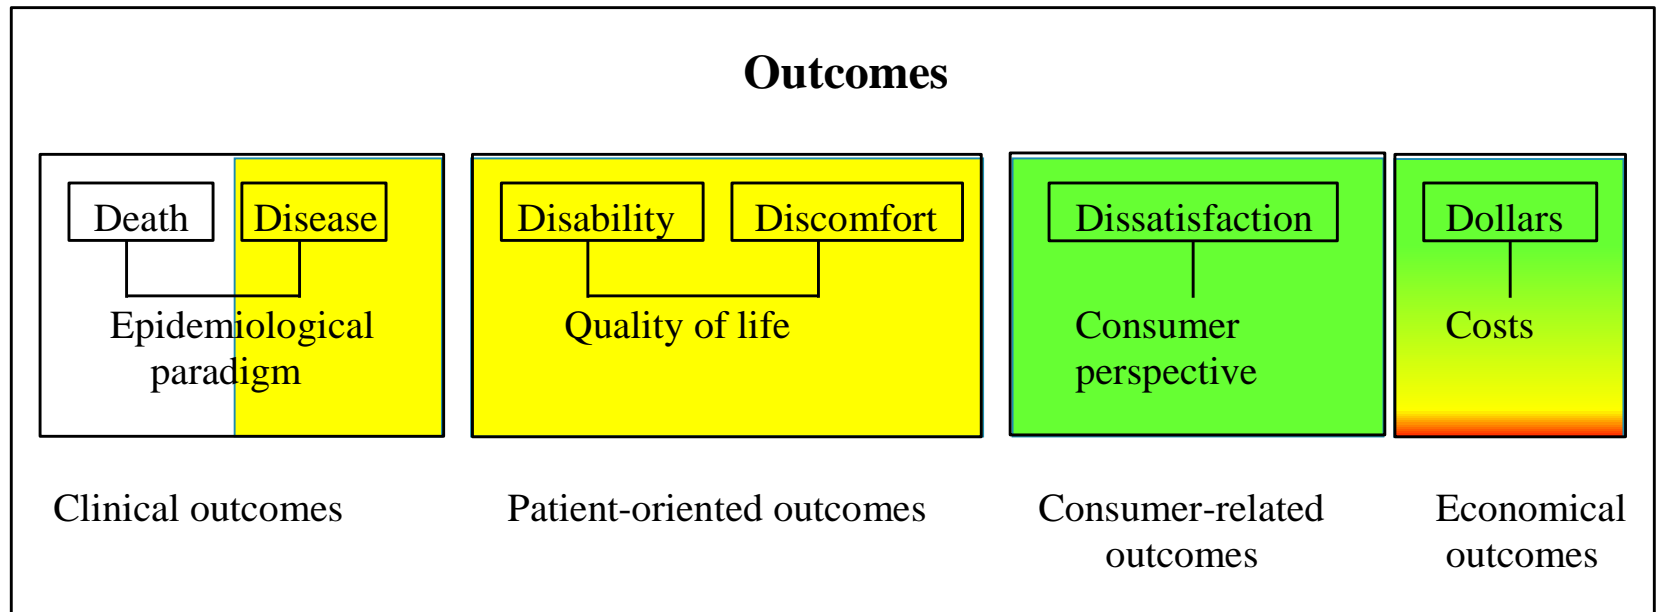 Outcomes
Death
Disease
Disability
Discomfort
Dissatisfaction
Dollars
Epidemiological
paradigm
Quality of life
Consumer
perspective
Costs
Clinical outcomes
Patient-oriented outcomes
Consumer-related
outcomes
Economical
outcomes